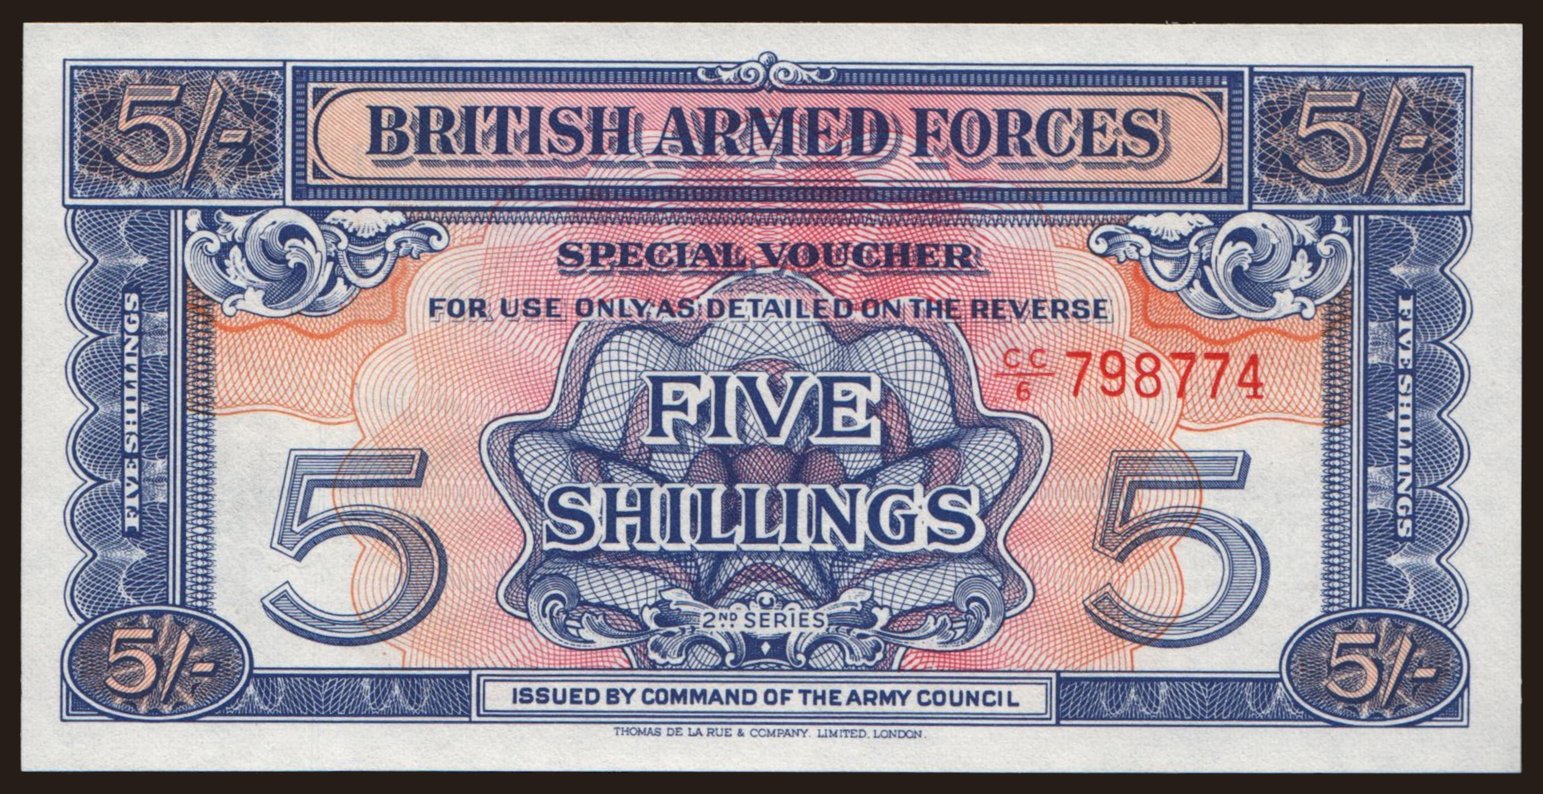 5/- BRITISH ARMED FORCES 5/-
SPECIAL VOUCHER
FOR USE ONLY AS DETAILED ON THE REVERSE
CC/6 798774
FIVE SHILLINGS
FIVE SHILLINGS
FIVE
SHILLINGS
5 5
2ND SERIES
5/- 5/-
ISSUED BY COMMAND OF THE ARMY COUNCIL
THOMAS DE LA RUE & COMPANY, LIMITED, LONDON.